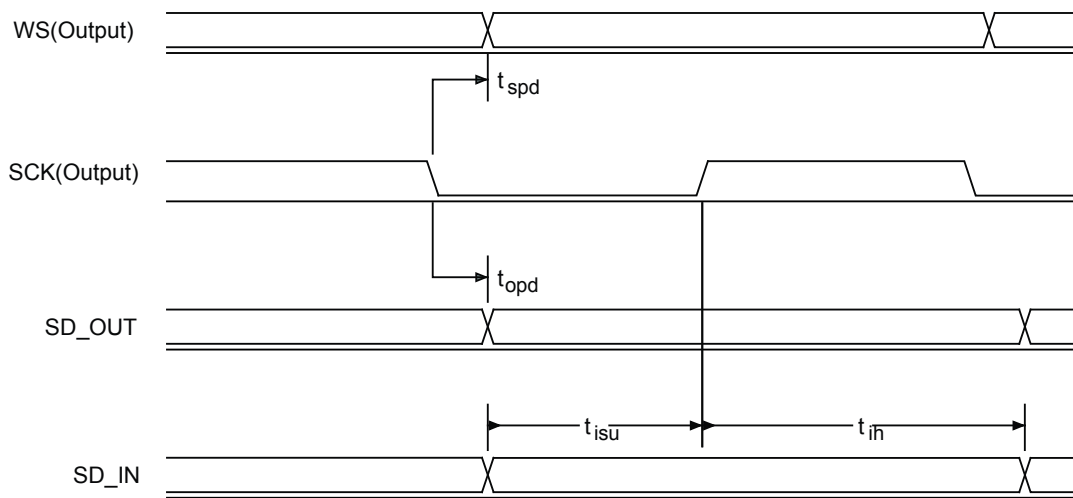 WS(Output)
t spd
SCK(Output)
t opd
SD_OUT
t isu
t ih
SD_IN